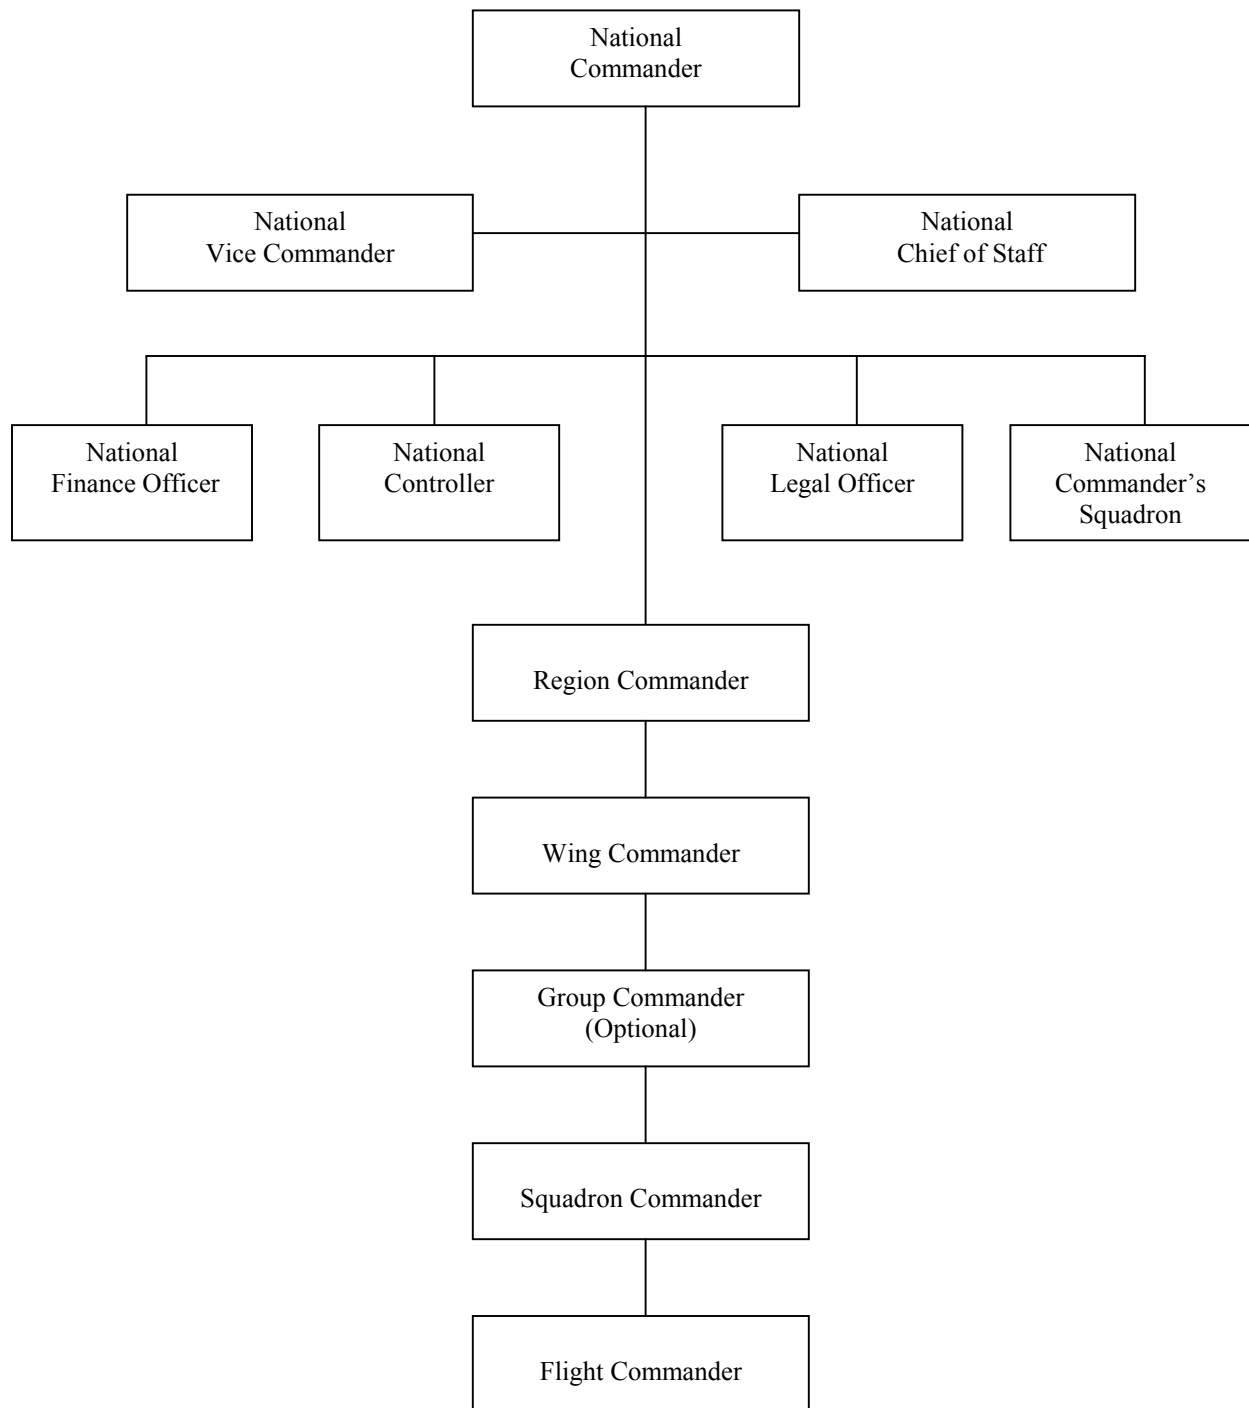 National
Commander
National
Vice Commander
National
Chief of Staff
National
Finance Officer
National
Controller
National
Legal Officer
National
Commander’s
Squadron
Region Commander
Wing Commander
Group Commander
(Optional)
Squadron Commander
Flight Commander